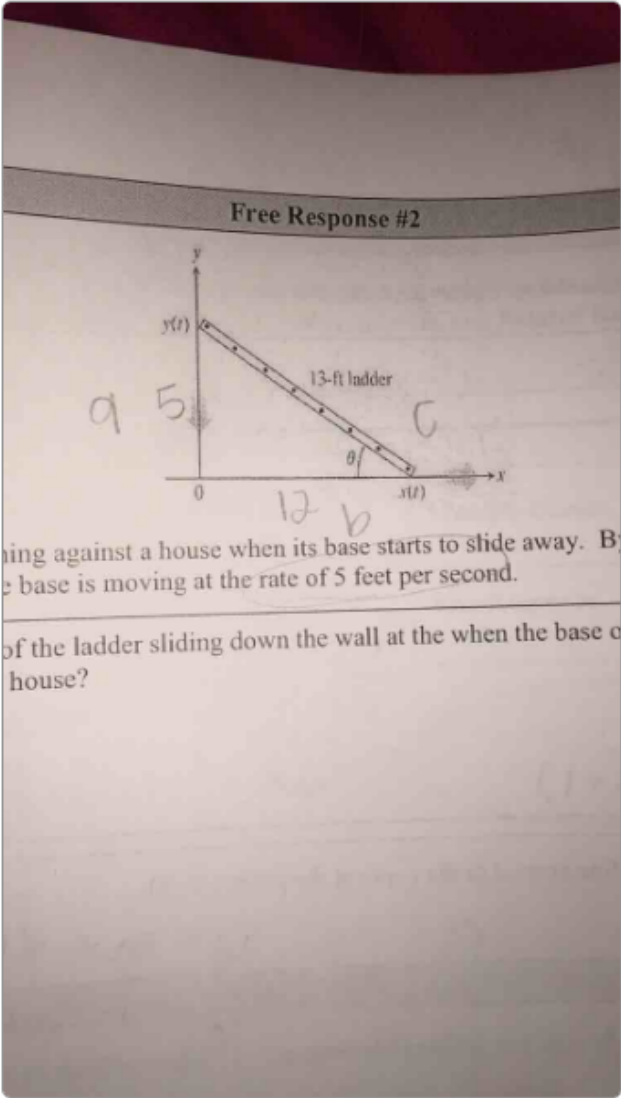 Free Response #2
y
y(t)
13-ft ladder
a 5
C
θ
x
0
x(t)
12 b
ning against a house when its base starts to slide away. By
e base is moving at the rate of 5 feet per second.
of the ladder sliding down the wall at the when the base o
house?